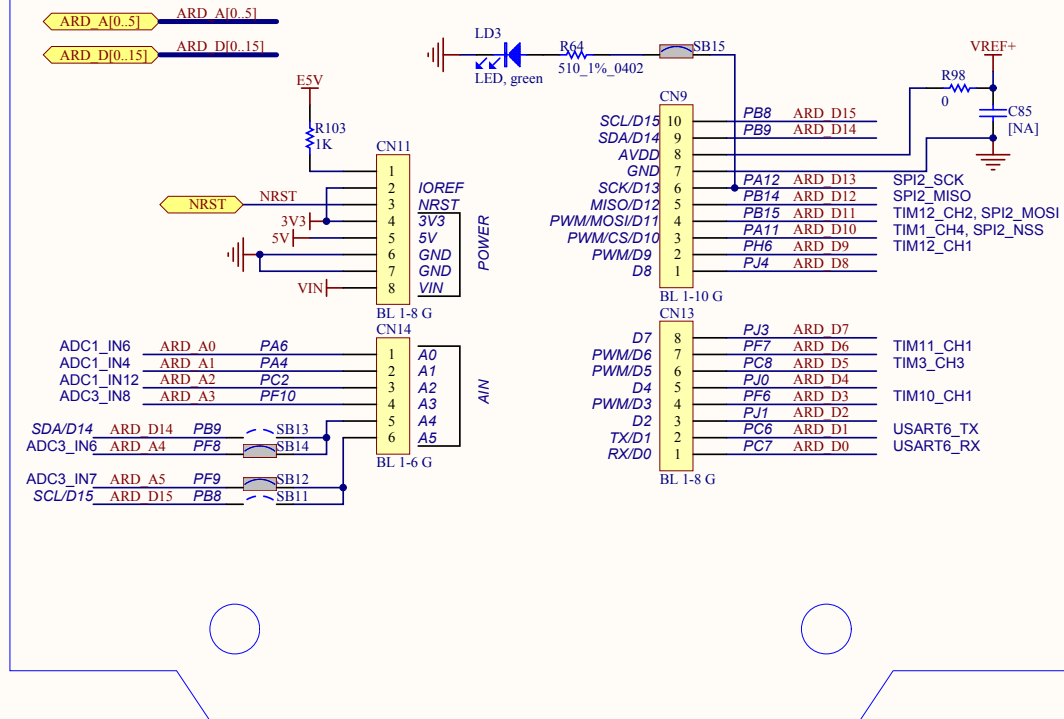 ARD_A[0..5] ARD_A[0..5]
ARD_D[0..15] ARD_D[0..15]
LD3
LED, green
R64
510_1%_0402
SB15
VREF+
R98
0
C85
[NA]
E5V
R103
1K
CN11
1
2 IOREF
NRST NRST 3 NRST
3V3 4 3V3
5V 5 5V
6 GND
7 GND
VIN 8 VIN
POWER
BL 1-8 G
CN14
ADC1_IN6 ARD_A0 PA6 1 A0
ADC1_IN4 ARD_A1 PA4 2 A1
ADC1_IN12 ARD_A2 PC2 3 A2
ADC3_IN8 ARD_A3 PF10 4 A3
SDA/D14 ARD_D14 PB9 SB13 5 A4
ADC3_IN6 ARD_A4 PF8 SB14 6 A5
AIN
BL 1-6 G
ADC3_IN7 ARD_A5 PF9 SB12
SCL/D15 ARD_D15 PB8 SB11
CN9
SCL/D15 10 PB8 ARD_D15
SDA/D14 9 PB9 ARD_D14
AVDD 8
GND 7
SCK/D13 6 PA12 ARD_D13 SPI2_SCK
MISO/D12 5 PB14 ARD_D12 SPI2_MISO
PWM/MOSI/D11 4 PB15 ARD_D11 TIM12_CH2, SPI2_MOSI
PWM/CS/D10 3 PA11 ARD_D10 TIM1_CH4, SPI2_NSS
PWM/D9 2 PH6 ARD_D9 TIM12_CH1
D8 1 PJ4 ARD_D8
BL 1-10 G
CN13
D7 8 PJ3 ARD_D7
PWM/D6 7 PF7 ARD_D6 TIM11_CH1
PWM/D5 6 PC8 ARD_D5 TIM3_CH3
D4 5 PJ0 ARD_D4
PWM/D3 4 PF6 ARD_D3 TIM10_CH1
D2 3 PJ1 ARD_D2
TX/D1 2 PC6 ARD_D1 USART6_TX
RX/D0 1 PC7 ARD_D0 USART6_RX
BL 1-8 G